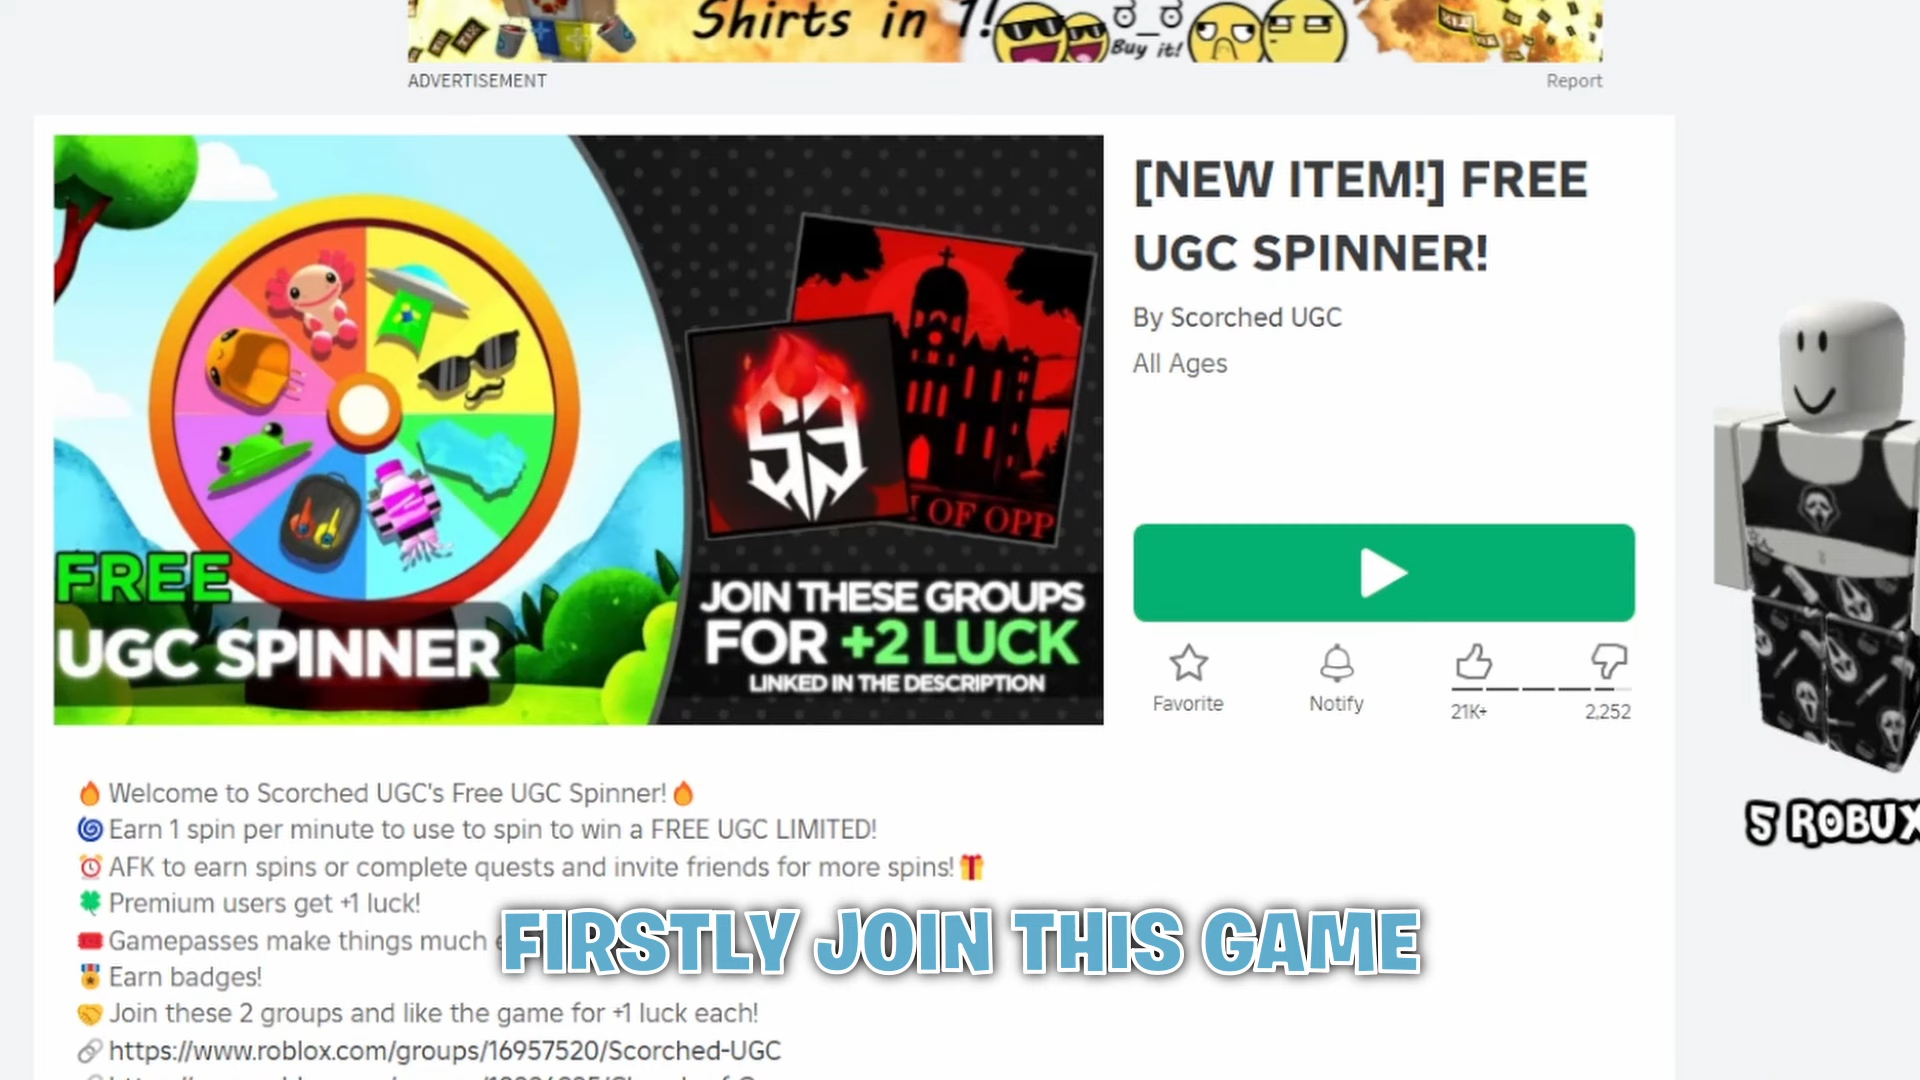 Shirts in 1!
Buy it!
ADVERTISEMENT
Report
[NEW ITEM!] FREE
UGC SPINNER!
By Scorched UGC
All Ages
OF OPP
FREE
UGC SPINNER
JOIN THESE GROUPS
FOR +2 LUCK
LINKED IN THE DESCRIPTION
Favorite
Notify
21K+
2,252
5 ROBUX
Welcome to Scorched UGC's Free UGC Spinner!
Earn 1 spin per minute to use to spin to win a FREE UGC LIMITED!
AFK to earn spins or complete quests and invite friends for more spins!
Premium users get +1 luck!
Gamepasses make things much
FIRSTLY JOIN THIS GAME
Earn badges!
Join these 2 groups and like the game for +1 luck each!
https://www.roblox.com/groups/16957520/Scorched-UGC